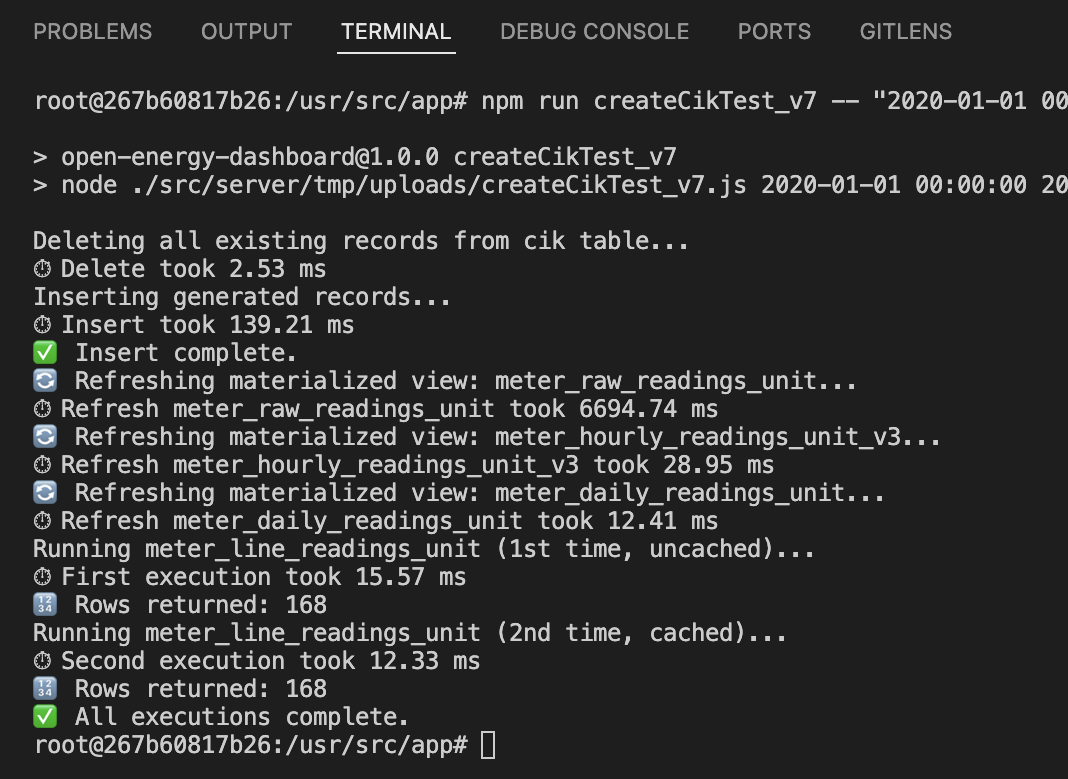 PROBLEMS OUTPUT TERMINAL DEBUG CONSOLE PORTS GITLENS
root@267b60817b26:/usr/src/app# npm run createCikTest_v7 -- "2020-01-01 00
> open-energy-dashboard@1.0.0 createCikTest_v7
> node ./src/server/tmp/uploads/createCikTest_v7.js 2020-01-01 00:00:00 20
Deleting all existing records from cik table...
⏱ Delete took 2.53 ms
Inserting generated records...
⏱ Insert took 139.21 ms
✅ Insert complete.
🔄 Refreshing materialized view: meter_raw_readings_unit...
⏱ Refresh meter_raw_readings_unit took 6694.74 ms
🔄 Refreshing materialized view: meter_hourly_readings_unit_v3...
⏱ Refresh meter_hourly_readings_unit_v3 took 28.95 ms
🔄 Refreshing materialized view: meter_daily_readings_unit...
⏱ Refresh meter_daily_readings_unit took 12.41 ms
Running meter_line_readings_unit (1st time, uncached)...
⏱ First execution took 15.57 ms
🔢 Rows returned: 168
Running meter_line_readings_unit (2nd time, cached)...
⏱ Second execution took 12.33 ms
🔢 Rows returned: 168
✅ All executions complete.
root@267b60817b26:/usr/src/app#